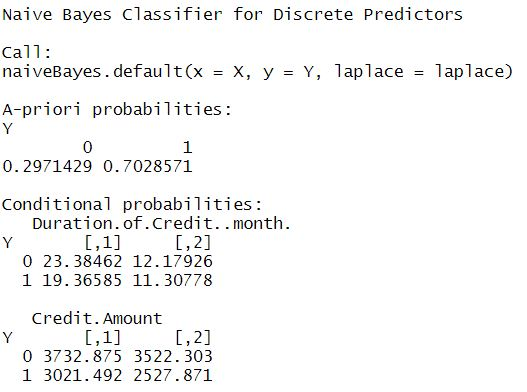 Naive Bayes Classifier for Discrete Predictors
Call:
naiveBayes.default(x = X, y = Y, laplace = laplace)
A-priori probabilities:
Y
0 1
0.2971429 0.7028571
Conditional probabilities:
Duration.of.Credit..month.
Y [,1] [,2]
0 23.38462 12.17926
1 19.36585 11.30778
Credit.Amount
Y [,1] [,2]
0 3732.875 3522.303
1 3021.492 2527.871